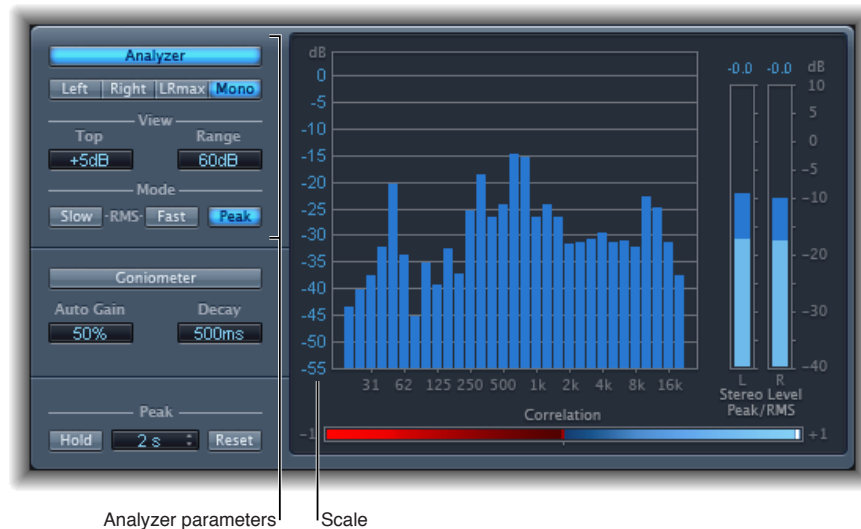 Analyzer
Left Right LRmax Mono
View
Top Range
+5dB 60dB
Mode
Slow -RMS- Fast Peak
Goniometer
Auto Gain Decay
50% 500ms
Peak
Hold 2 s Reset
dB
0
-5
-10
-15
-20
-25
-30
-35
-40
-45
-50
-55
31 62 125 250 500 1k 2k 4k 8k 16k
Correlation
-1 +1
-0.0 -0.0 dB
10
5
0
-5
-10
-20
-30
-40
L R
Stereo Level
Peak/RMS
Analyzer parameters Scale